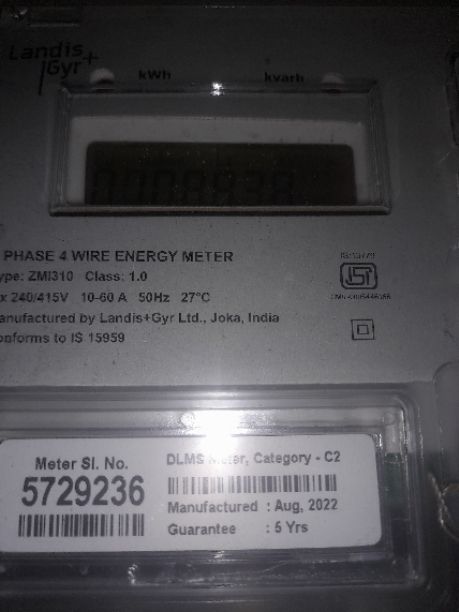 Landis
Gyr+
kWh kvarh
PHASE 4 WIRE ENERGY METER
ype: ZMI310 Class: 1.0
x 240/415V 10-60 A 50Hz 27°C
anufactured by Landis+Gyr Ltd., Joka, India
onforms to IS 15959
Meter Sl. No.
5729236
DLMS Category - C2
Manufactured : Aug, 2022
Guarantee : 5 Yrs